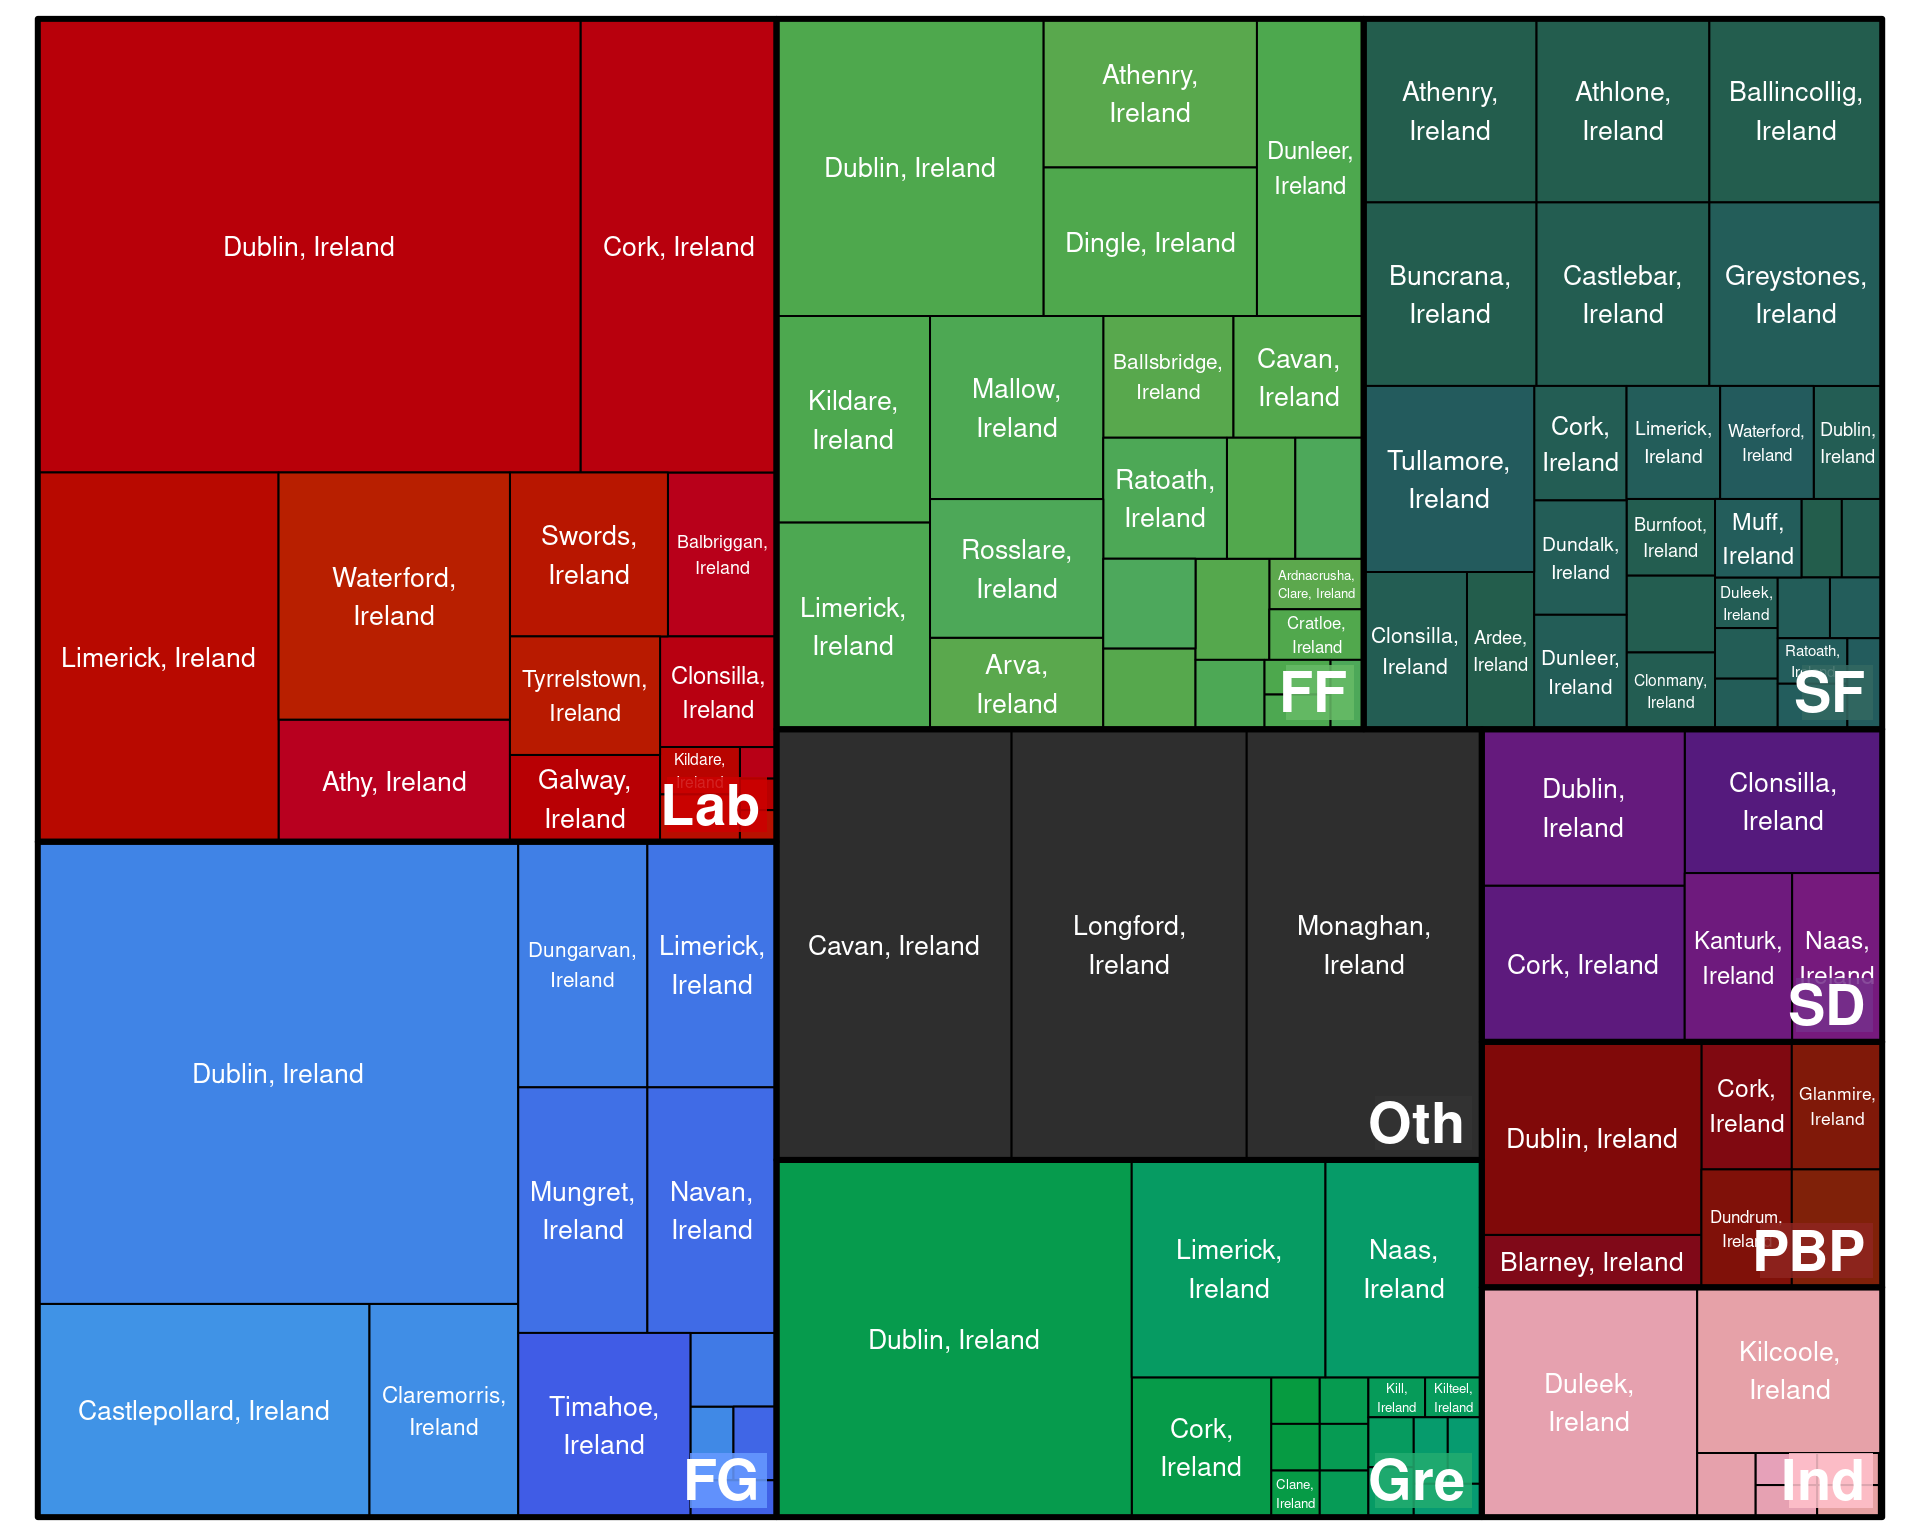 Dublin, Ireland
Cork, Ireland
Limerick, Ireland
Waterford,
Ireland
Athy, Ireland
Swords,
Ireland
Balbriggan,
Ireland
Tyrrelstown,
Ireland
Clonsilla,
Ireland
Galway,
Ireland
Kildare,
Ireland
Lab
Dublin, Ireland
Athenry,
Ireland
Dingle, Ireland
Dunleer,
Ireland
Kildare,
Ireland
Limerick,
Ireland
Mallow,
Ireland
Rosslare,
Ireland
Arva,
Ireland
Ballsbridge,
Ireland
Cavan,
Ireland
Ratoath,
Ireland
Ardnacrusha,
Clare, Ireland
Cratloe,
Ireland
FF
Athenry,
Ireland
Athlone,
Ireland
Ballincollig,
Ireland
Buncrana,
Ireland
Castlebar,
Ireland
Greystones,
Ireland
Tullamore,
Ireland
Clonsilla,
Ireland
Ardee,
Ireland
Cork,
Ireland
Dundalk,
Ireland
Dunleer,
Ireland
Limerick,
Ireland
Waterford,
Ireland
Dublin,
Ireland
Burnfoot,
Ireland
Clonmany,
Ireland
Muff,
Ireland
Duleek,
Ireland
Ratoath,
SF
Dublin, Ireland
Castlepollard, Ireland
Claremorris,
Ireland
Dungarvan,
Ireland
Limerick,
Ireland
Mungret,
Ireland
Navan,
Ireland
Timahoe,
Ireland
FG
Cavan, Ireland
Longford,
Ireland
Monaghan,
Ireland
Oth
Dublin, Ireland
Limerick,
Ireland
Naas,
Ireland
Cork,
Ireland
Clane,
Ireland
Kill,
Ireland
Kilteel,
Ireland
Gre
Dublin,
Ireland
Cork, Ireland
Clonsilla,
Ireland
Kanturk,
Ireland
Naas,
Ireland
SD
Dublin, Ireland
Blarney, Ireland
Cork,
Ireland
Glanmire,
Ireland
Dundrum,
Ireland
PBP
Duleek,
Ireland
Kilcoole,
Ireland
Ind